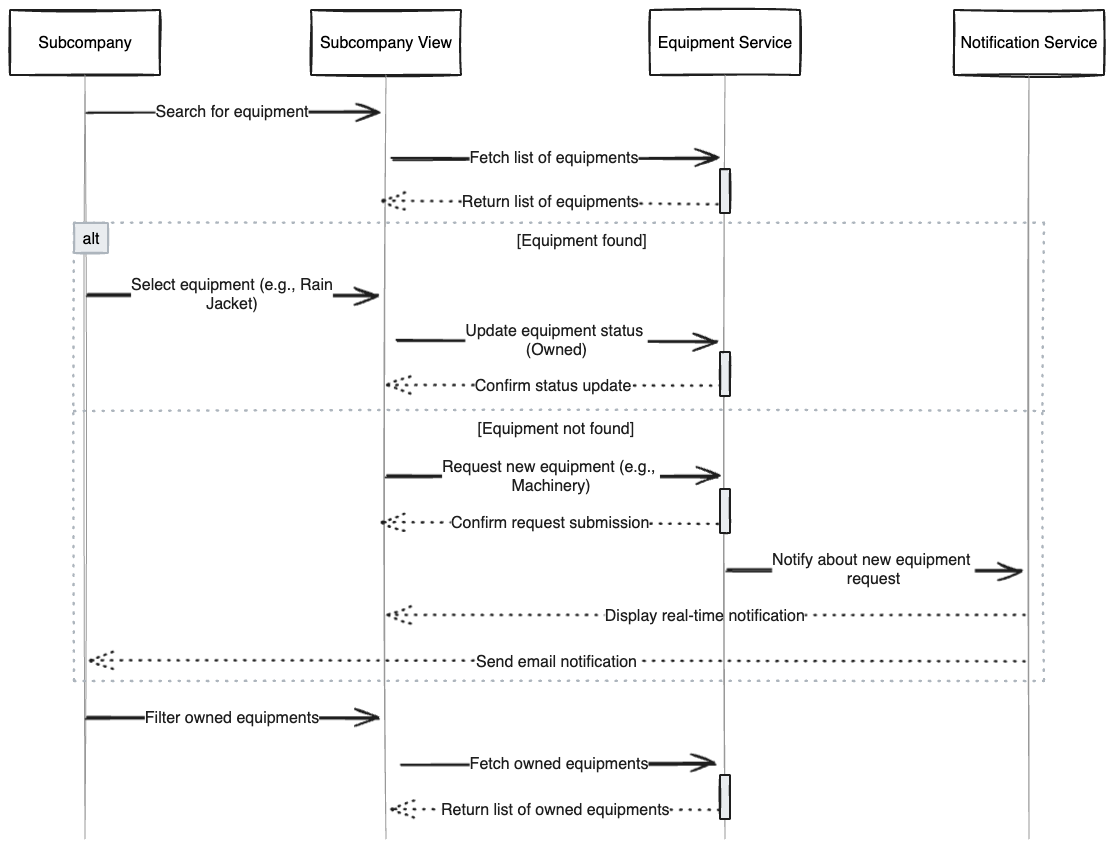 Subcompany
Subcompany View
Equipment Service
Notification Service
Search for equipment
Fetch list of equipments
Return list of equipments
alt
[Equipment found]
Select equipment (e.g., Rain
Jacket)
Update equipment status
(Owned)
Confirm status update
[Equipment not found]
Request new equipment (e.g.,
Machinery)
Confirm request submission
Notify about new equipment
request
Display real-time notification
Send email notification
Filter owned equipments
Fetch owned equipments
Return list of owned equipments